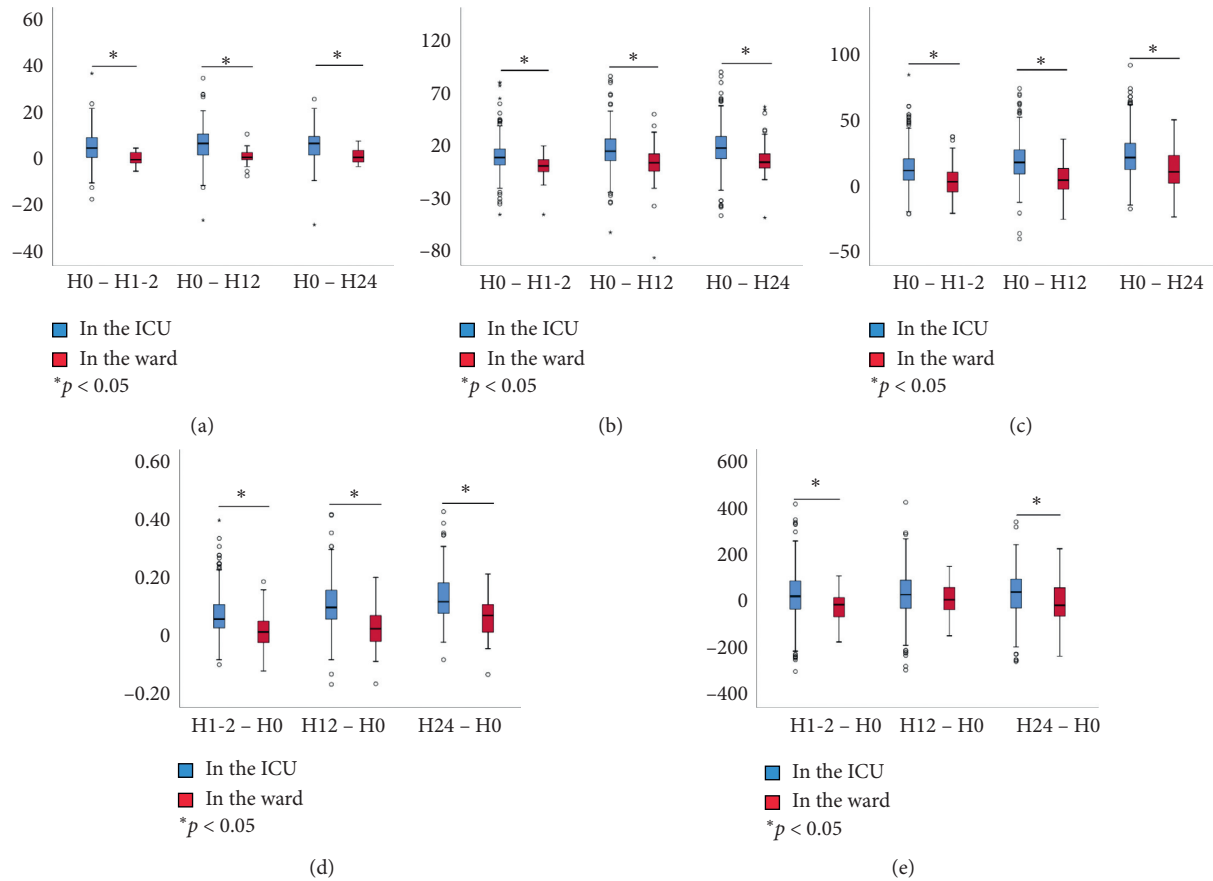 60
40
20
0
–20
–40
*
*
*
H0 – H1-2
H0 – H12
H0 – H24
In the ICU
In the ward
*p < 0.05
(a)
120
70
20
–30
–80
*
*
*
H0 – H1-2
H0 – H12
H0 – H24
In the ICU
In the ward
*p < 0.05
(b)
100
50
0
–50
*
*
*
H0 – H1-2
H0 – H12
H0 – H24
In the ICU
In the ward
*p < 0.05
(c)
0.60
0.40
0.20
0
–0.20
*
*
*
H1-2 – H0
H12 – H0
H24 – H0
In the ICU
In the ward
*p < 0.05
(d)
600
400
200
0
–200
–400
*
*
H1-2 – H0
H12 – H0
H24 – H0
In the ICU
In the ward
*p < 0.05
(e)